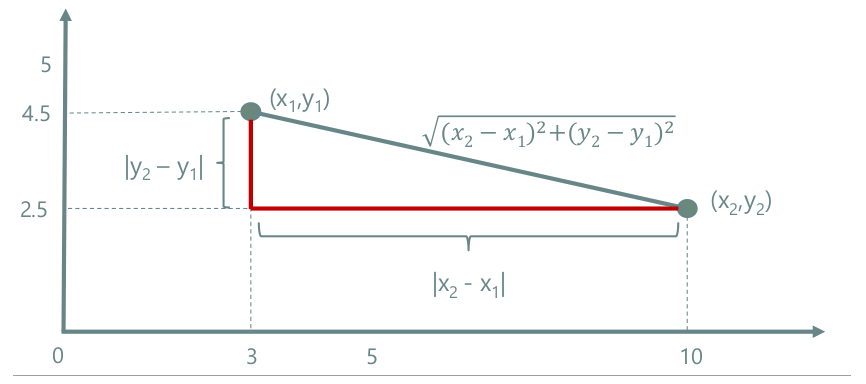 5
4.5
(x₁,y₁)
√(x₂ − x₁)²+(y₂ − y₁)²
|y₂ – y₁|
2.5
(x₂,y₂)
|x₂ - x₁|
0 3 5 10